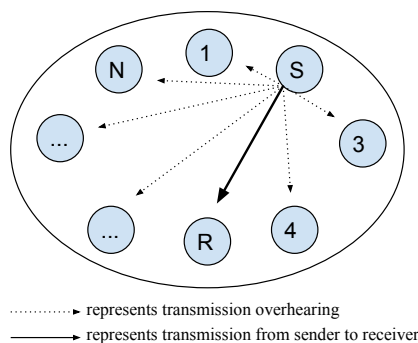 1
N
S
...
3
...
R
4
represents transmission overhearing
represents transmission from sender to receiver